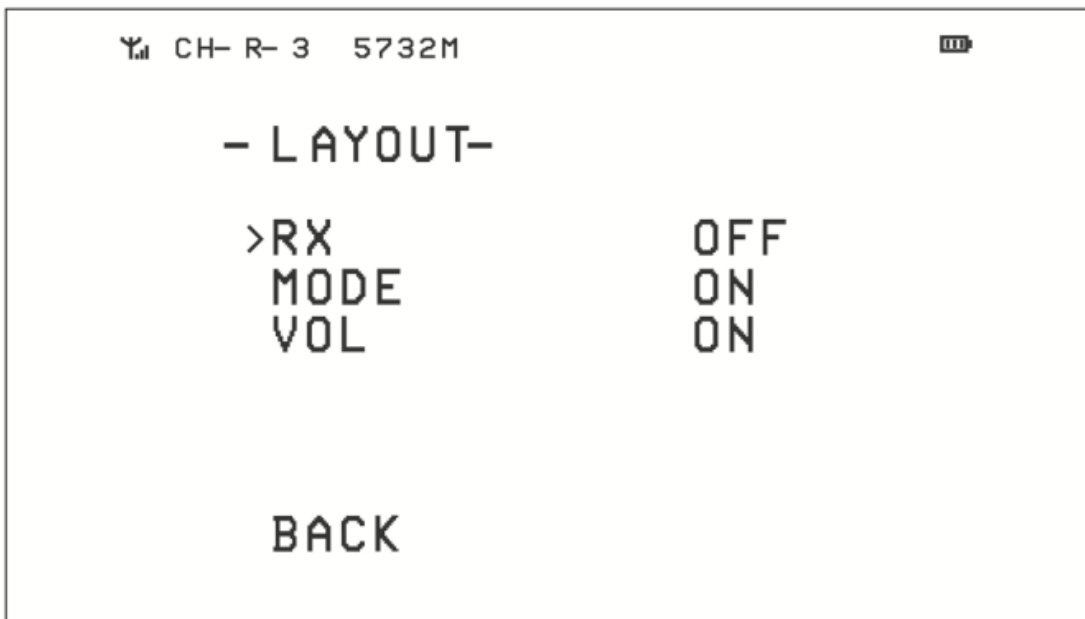 CH-R-3 5732M
-LAYOUT-
>RX OFF
MODE ON
VOL ON
BACK